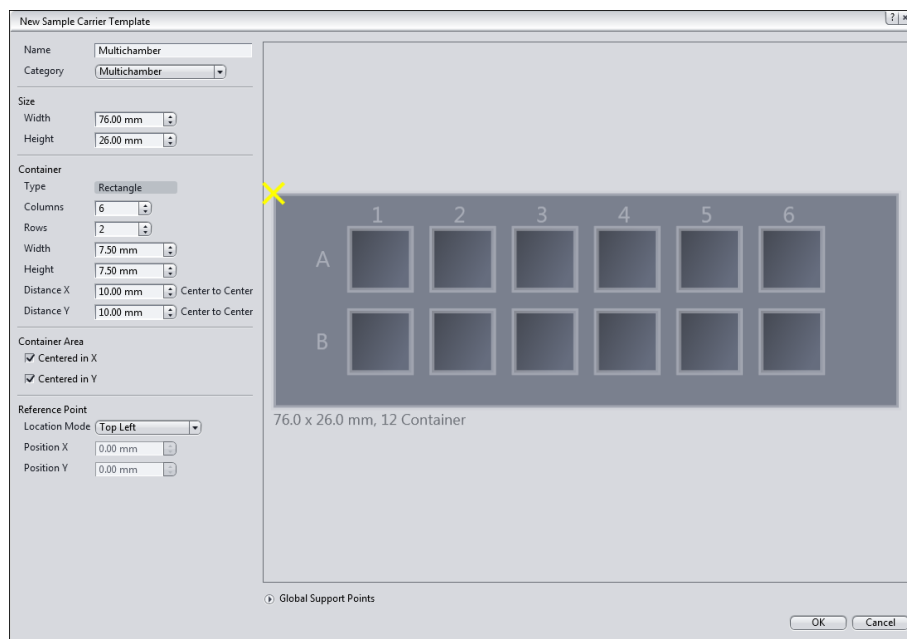 New Sample Carrier Template
? ×
Name Multichamber
Category Multichamber
Size
Width 76.00 mm
Height 26.00 mm
Container
Type Rectangle
Columns 6
Rows 2
Width 7.50 mm
Height 7.50 mm
Distance X 10.00 mm Center to Center
Distance Y 10.00 mm Center to Center
Container Area
Centered in X
Centered in Y
Reference Point
Location Mode Top Left
Position X 0.00 mm
Position Y 0.00 mm
1 2 3 4 5 6
A
B
76.0 x 26.0 mm, 12 Container
Global Support Points
OK Cancel